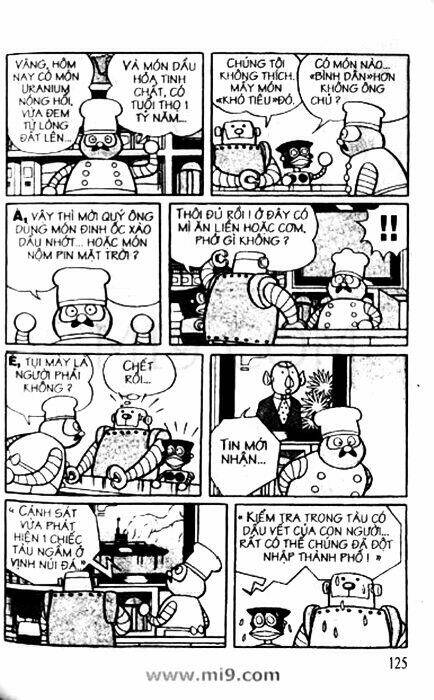 VÂNG, HÔM
NAY CÓ MÓN
URANIUM
NÓNG HỔI,
VỪA ĐEM
TỪ LÒNG
ĐẤT LÊN...
VÀ MÓN DẦU
HÓA TINH
CHẤT, CÓ
TUỔI THỌ 1
TỶ NĂM...
CHÚNG TÔI
KHÔNG THÍCH
MẤY MÓN
«KHÓ TIÊU» ĐÓ.
CÓ MÓN NÀO...
«BÌNH DÂN» HƠN
KHÔNG ÔNG
CHỦ ?
À, VẬY THÌ MỜI QUÝ ÔNG
DÙNG MÓN ĐINH ỐC XÀO
DẦU NHỚT... HOẶC MÓN
NỘM PIN MẶT TRỜI ?
THÔI ĐỦ RỒI ! Ở ĐÂY CÓ
MÌ ĂN LIỀN HOẶC CƠM,
PHỞ GÌ KHÔNG ?
!!
Ê, TỤI MÀY LÀ
NGƯỜI PHẢI
KHÔNG ?
CHẾT
RỒI...
TIN MỚI
NHẬN...
"CẢNH SÁT
VỪA PHÁT
HIỆN 1 CHIẾC
TÀU NGẦM Ở
VỊNH NÚI ĐÁ."
"KIỂM TRA TRONG TÀU CÓ
DẤU VẾT CỦA CON NGƯỜI...
RẤT CÓ THỂ CHÚNG ĐÃ ĐỘT
NHẬP THÀNH PHỐ ! "
125
www.mi9.com